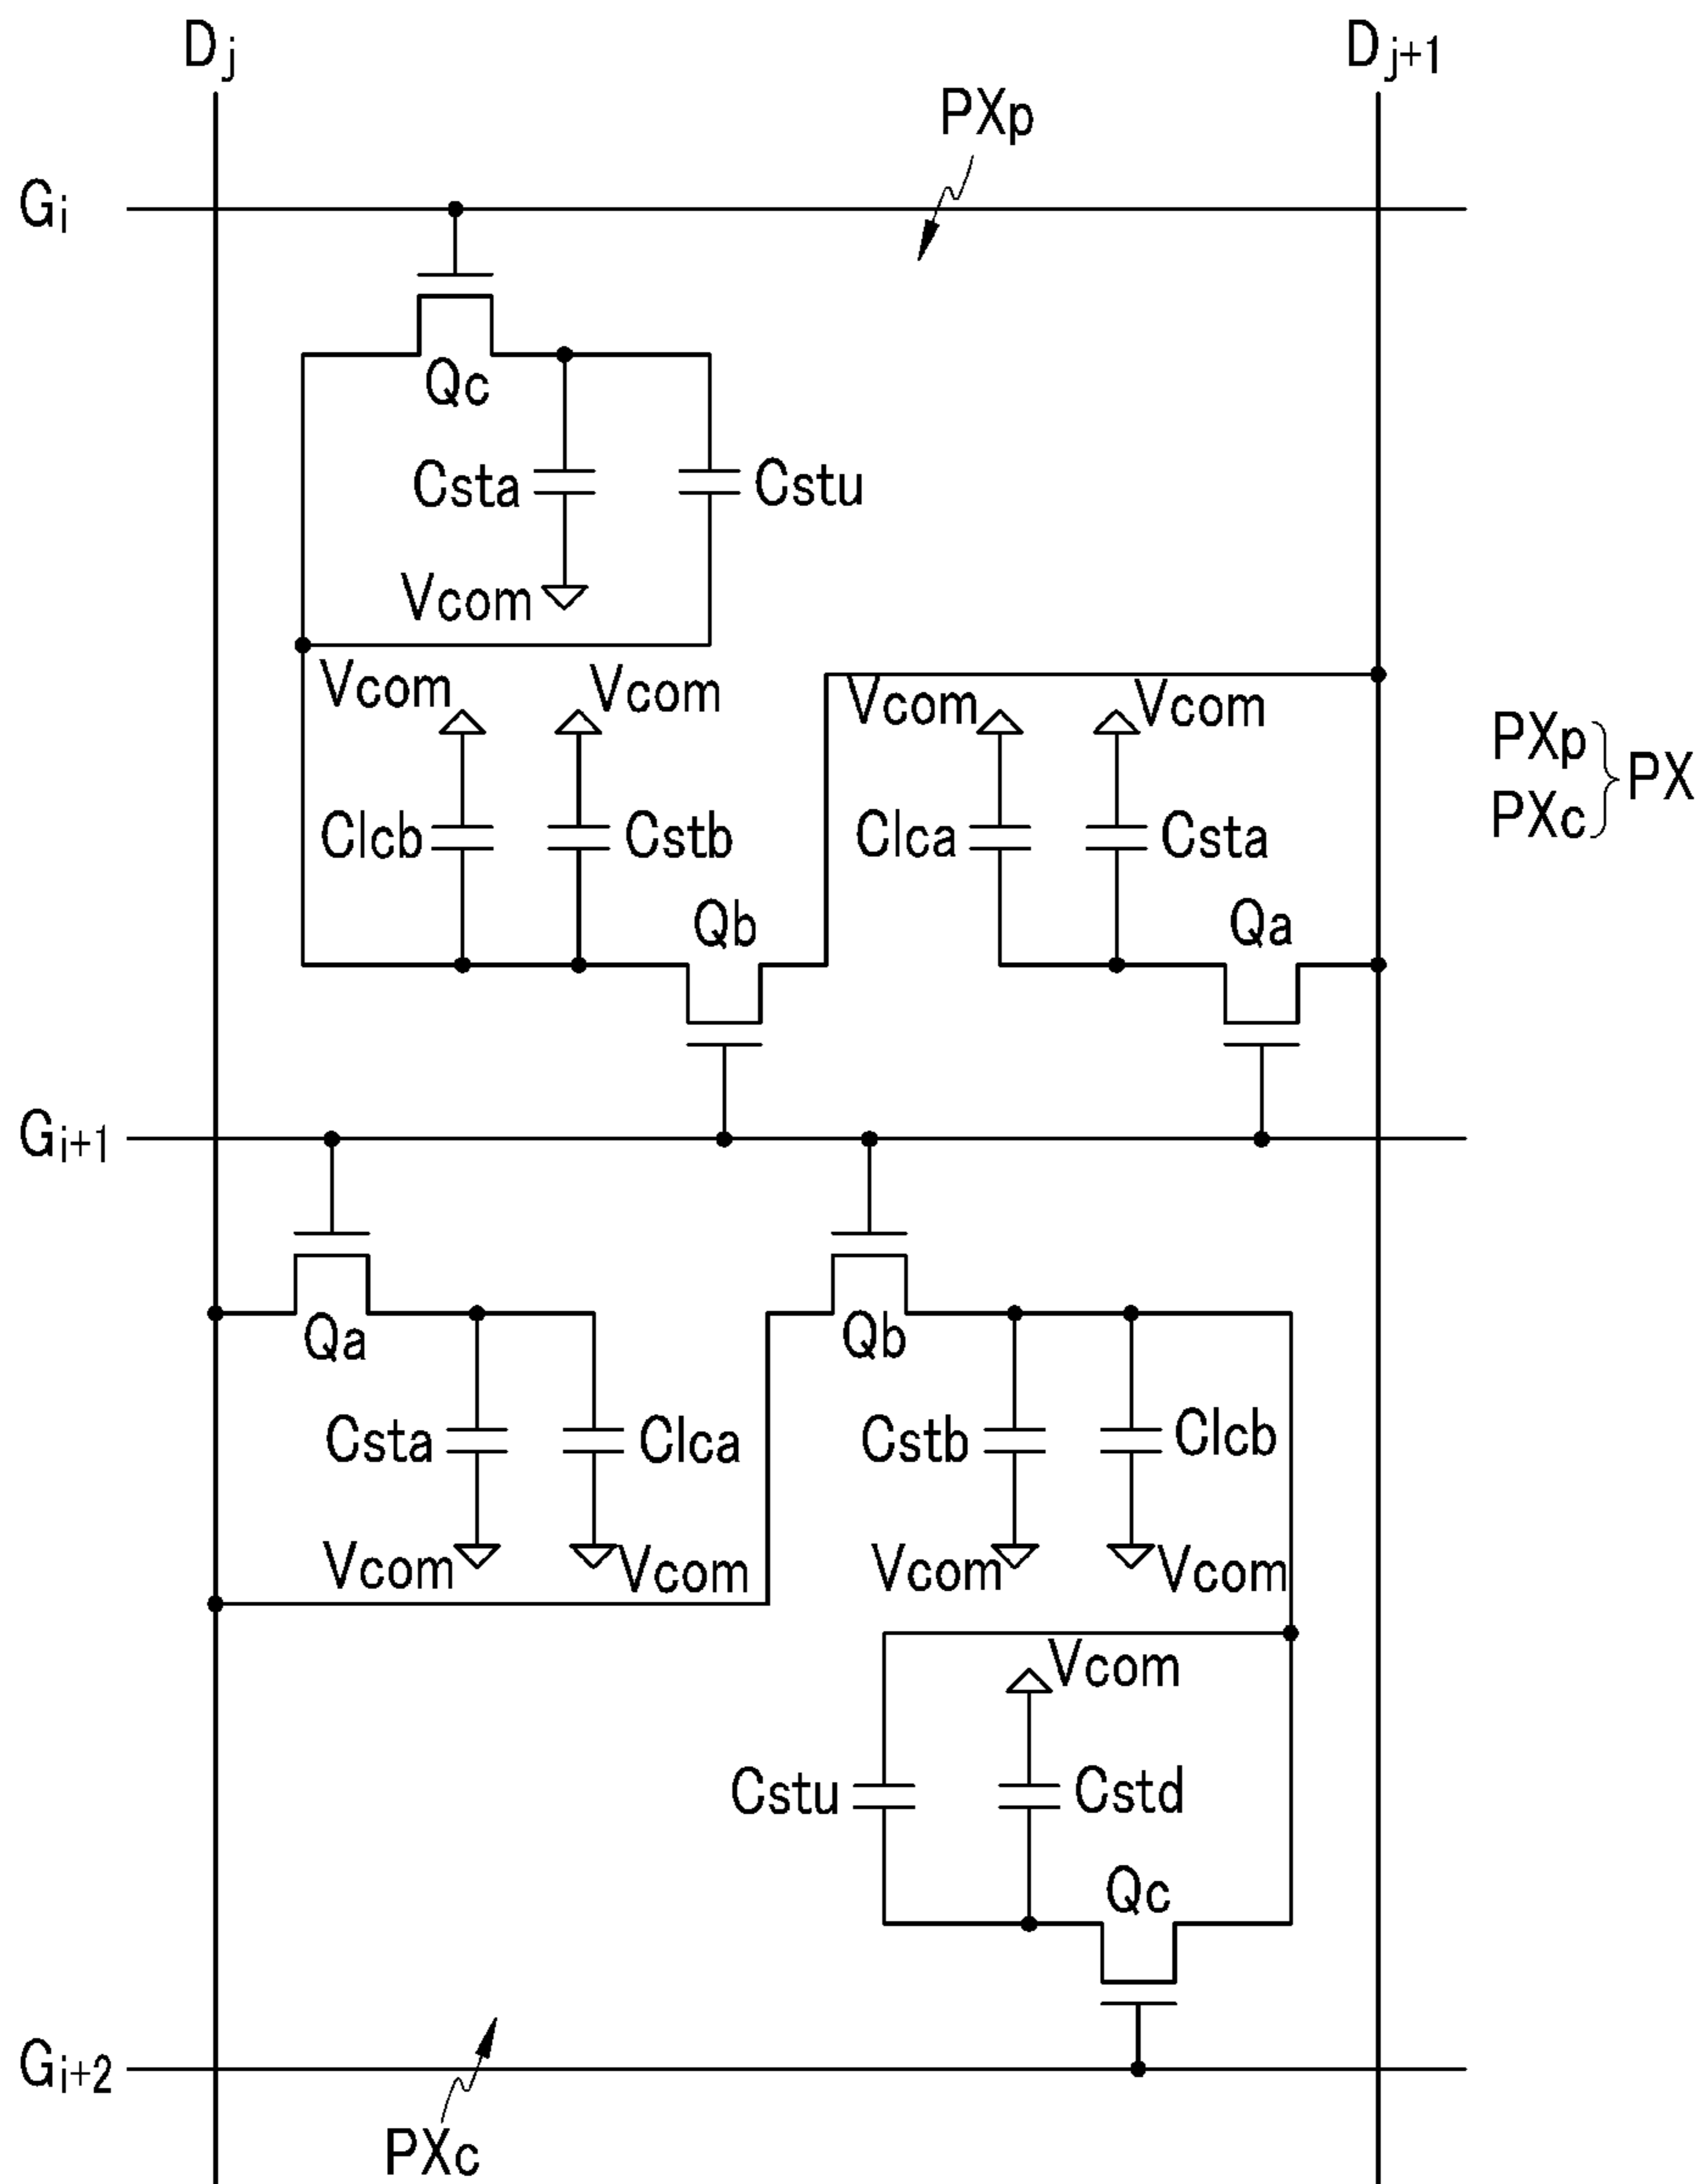 Dj Dj+1
PXp
Gi
Qc
Csta Cstu
Vcom
Vcom Vcom Vcom Vcom
PXp
PXc
PX
Clcb Cstb Clca Csta
Qb Qa
Gi+1
Qa Qb
Csta Clca Cstb Clcb
Vcom Vcom Vcom Vcom
Vcom
Cstu Cstd
Qc
Gi+2
PXc